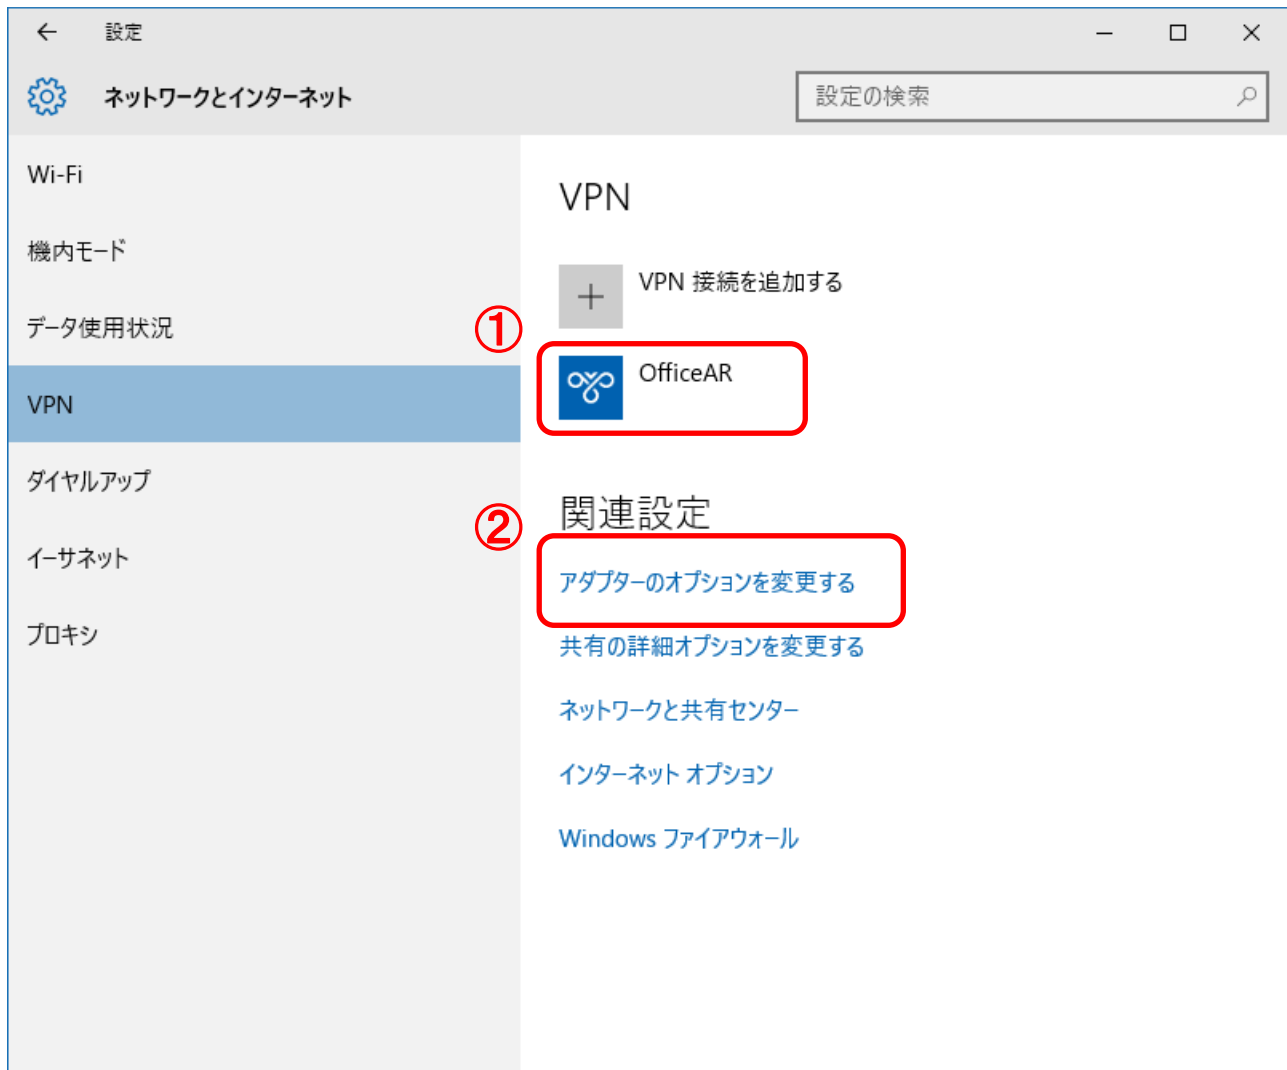 設定
ネットワークとインターネット
設定の検索
Wi-Fi
機内モード
データ使用状況
VPN
ダイヤルアップ
イーサネット
プロキシ
VPN
VPN 接続を追加する
①
OfficeAR
関連設定
②
アダプターのオプションを変更する
共有の詳細オプションを変更する
ネットワークと共有センター
インターネット オプション
Windows ファイアウォール